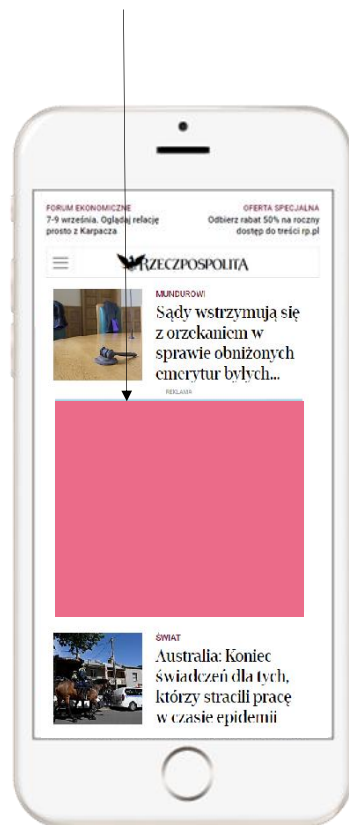 FORUM EKONOMICZNE
7-9 września. Oglądaj relację
prosto z Karpacza
OFERTA SPECJALNA
Odbierz rabat 50% na roczny
dostęp do treści rp.pl
RZECZPOSPOLITA
MUNDUROWI
Sądy wstrzymują się
z orzekaniem w
sprawie obniżonych
emerytur byłych...
REKLAMA
ŚWIAT
Australia: Koniec
świadczeń dla tych,
którzy stracili pracę
w czasie epidemii